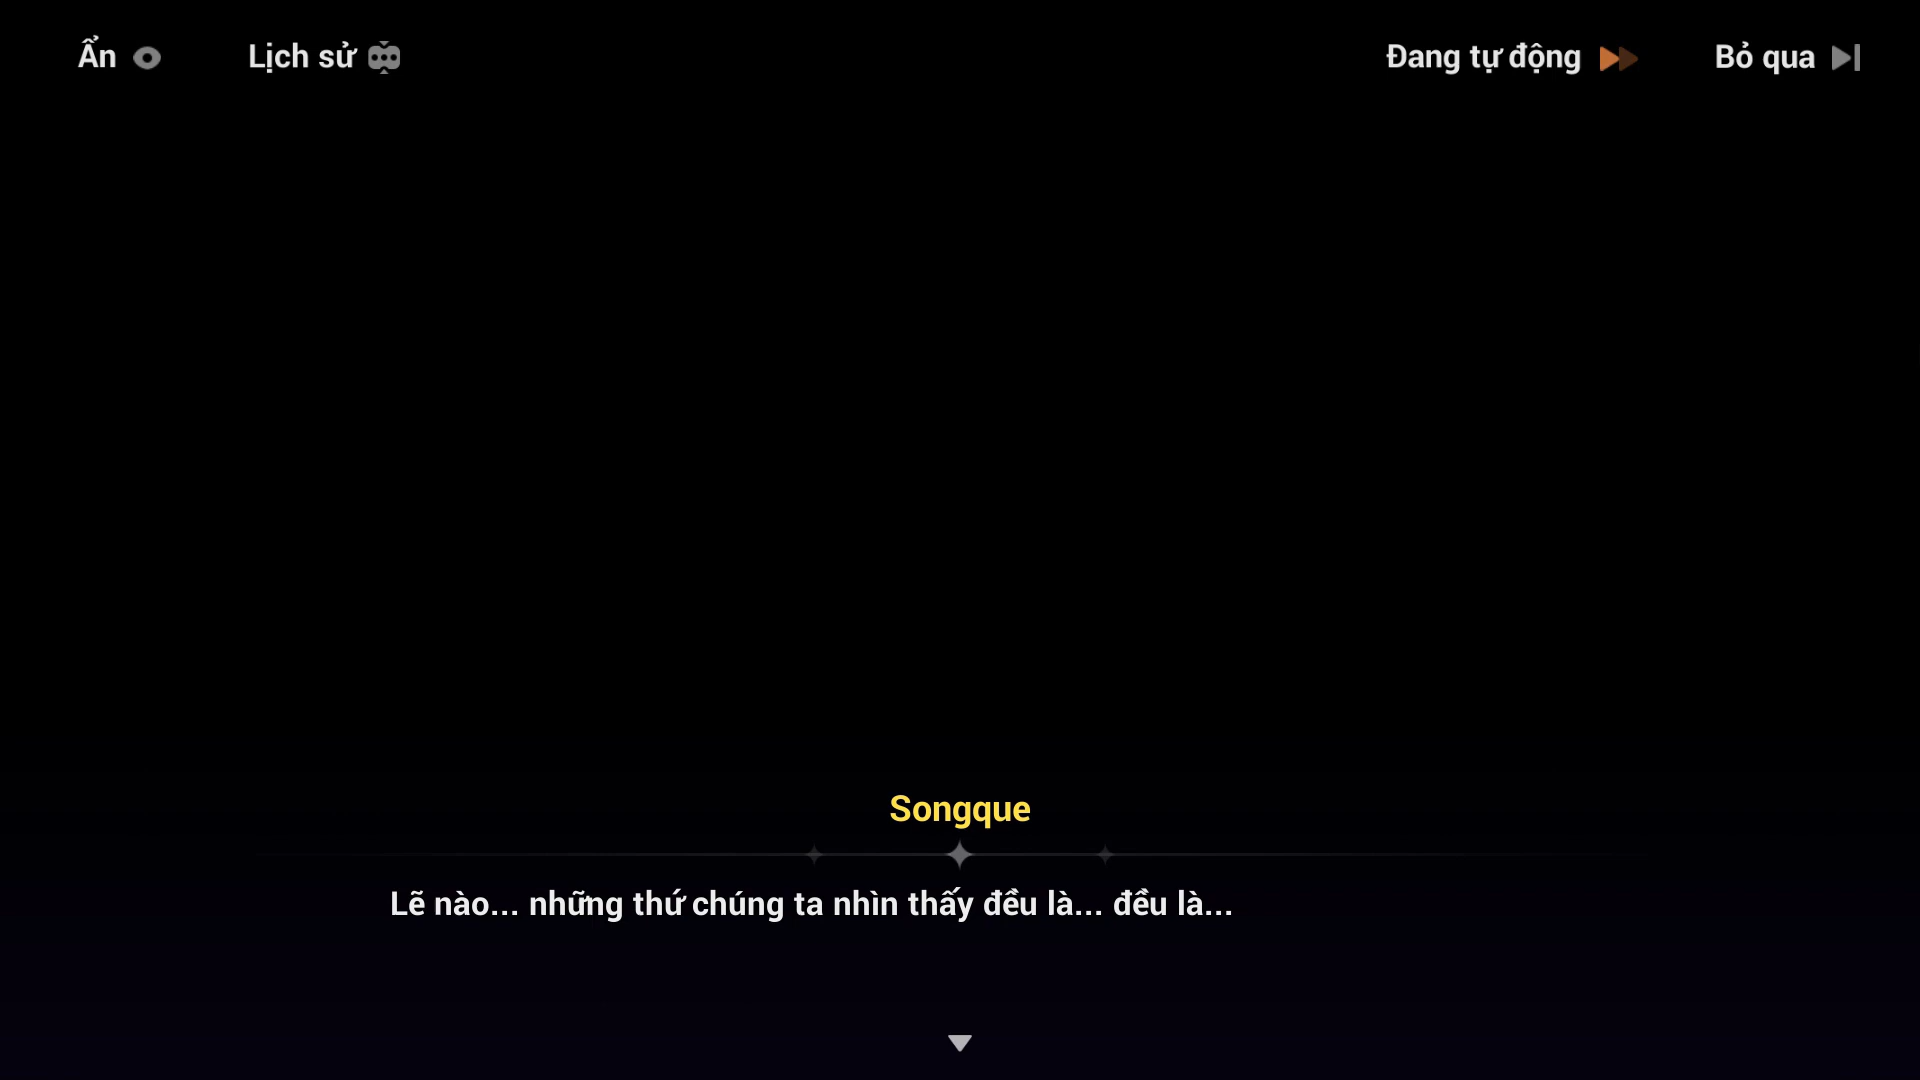 Ẩn
Lịch sử
Đang tự động
Bỏ qua
Songque
Lẽ nào... những thứ chúng ta nhìn thấy đều là... đều là...